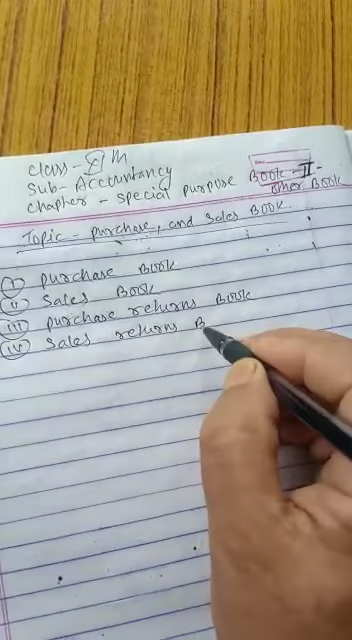 Class - XI th
Sub- Accountancy
Chapter - special purpose Book - II -
other Book
Topic - purchase, and sales Book.
(i) purchase Book
(ii) sales Book
(iii) purchase returns Book
(iv) sales returns B